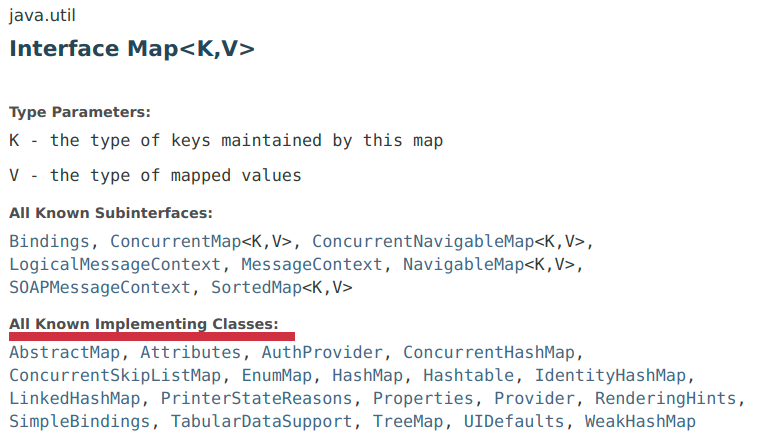 java.util
Interface Map<K,V>
Type Parameters:
K - the type of keys maintained by this map
V - the type of mapped values
All Known Subinterfaces:
Bindings, ConcurrentMap<K,V>, ConcurrentNavigableMap<K,V>,
LogicalMessageContext, MessageContext, NavigableMap<K,V>,
SOAPMessageContext, SortedMap<K,V>
All Known Implementing Classes:
AbstractMap, Attributes, AuthProvider, ConcurrentHashMap,
ConcurrentSkipListMap, EnumMap, HashMap, Hashtable, IdentityHashMap,
LinkedHashMap, PrinterStateReasons, Properties, Provider, RenderingHints,
SimpleBindings, TabularDataSupport, TreeMap, UIDefaults, WeakHashMap